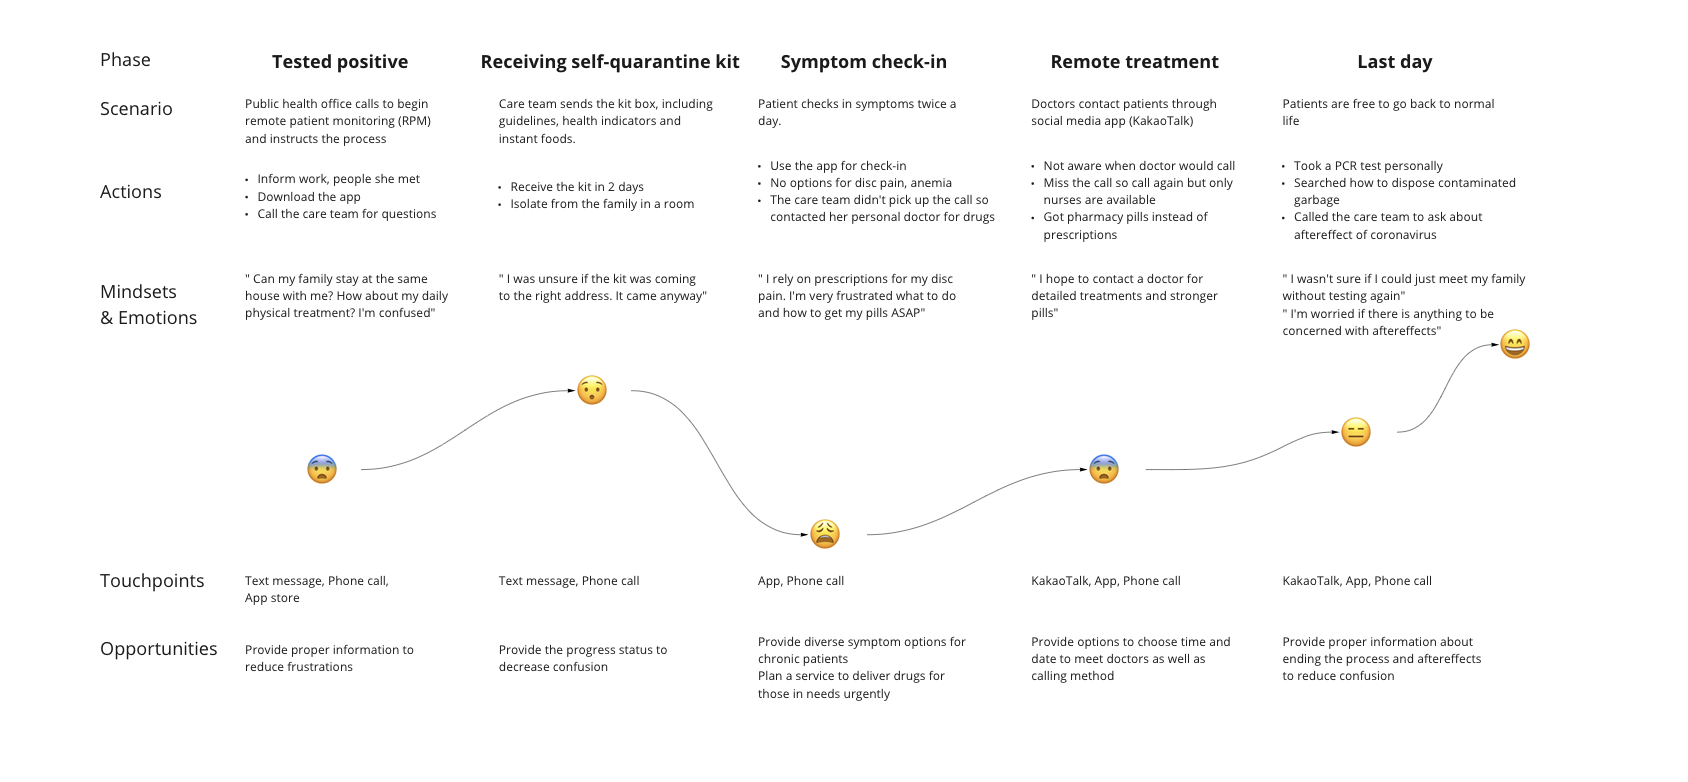 Phase
Tested positive
Receiving self-quarantine kit
Symptom check-in
Remote treatment
Last day
Scenario
Public health office calls to begin
remote patient monitoring (RPM)
and instructs the process
Care team sends the kit box, including
guidelines, health indicators and
instant foods.
Patient checks in symptoms twice a
day.
Doctors contact patients through
social media app (KakaoTalk)
Patients are free to go back to normal
life
Actions
• Inform work, people she met
• Download the app
• Call the care team for questions
• Receive the kit in 2 days
• Isolate from the family in a room
• Use the app for check-in
• No options for disc pain, anemia
• The care team didn't pick up the call so
contacted her personal doctor for drugs
• Not aware when doctor would call
• Miss the call so call again but only
nurses are available
• Got pharmacy pills instead of
prescriptions
• Took a PCR test personally
• Searched how to dispose contaminated
garbage
• Called the care team to ask about
aftereffect of coronavirus
Mindsets
& Emotions
" Can my family stay at the same
house with me? How about my daily
physical treatment? I'm confused"
" I was unsure if the kit was coming
to the right address. It came anyway"
" I rely on prescriptions for my disc
pain. I'm very frustrated what to do
and how to get my pills ASAP"
" I hope to contact a doctor for
detailed treatments and stronger
pills"
" I wasn't sure if I could just meet my family
without testing again"
" I'm worried if there is anything to be
concerned with aftereffects"
Touchpoints
Text message, Phone call,
App store
Text message, Phone call
App, Phone call
KakaoTalk, App, Phone call
KakaoTalk, App, Phone call
Opportunities
Provide proper information to
reduce frustrations
Provide the progress status to
decrease confusion
Provide diverse symptom options for
chronic patients
Plan a service to deliver drugs for
those in needs urgently
Provide options to choose time and
date to meet doctors as well as
calling method
Provide proper information about
ending the process and aftereffects
to reduce confusion